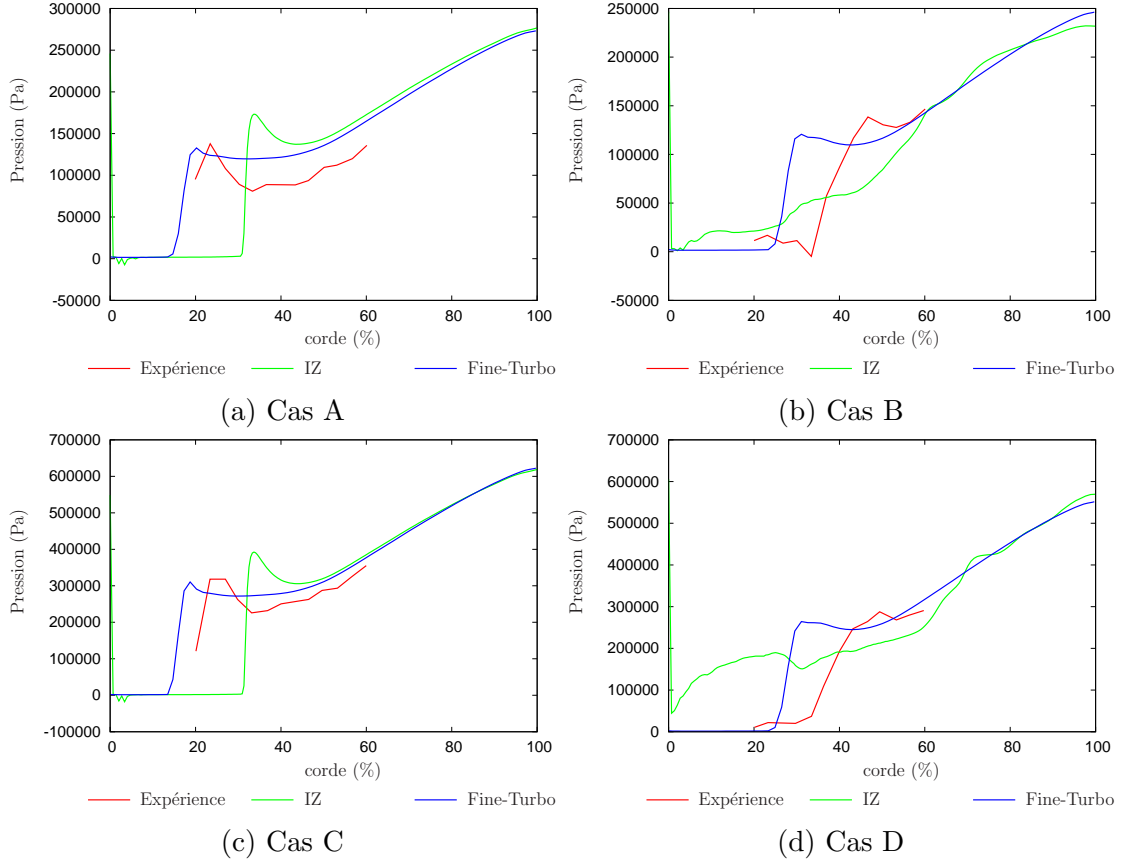 300000
250000
200000
150000
100000
50000
0
-50000
Pression (Pa)
0 20 40 60 80 100
corde (%)
Expérience IZ Fine-Turbo
(a) Cas A
250000
200000
150000
100000
50000
0
-50000
Pression (Pa)
0 20 40 60 80 100
corde (%)
Expérience IZ Fine-Turbo
(b) Cas B
700000
600000
500000
400000
300000
200000
100000
0
-100000
Pression (Pa)
0 20 40 60 80 100
corde (%)
Expérience IZ Fine-Turbo
(c) Cas C
700000
600000
500000
400000
300000
200000
100000
0
Pression (Pa)
0 20 40 60 80 100
corde (%)
Expérience IZ Fine-Turbo
(d) Cas D